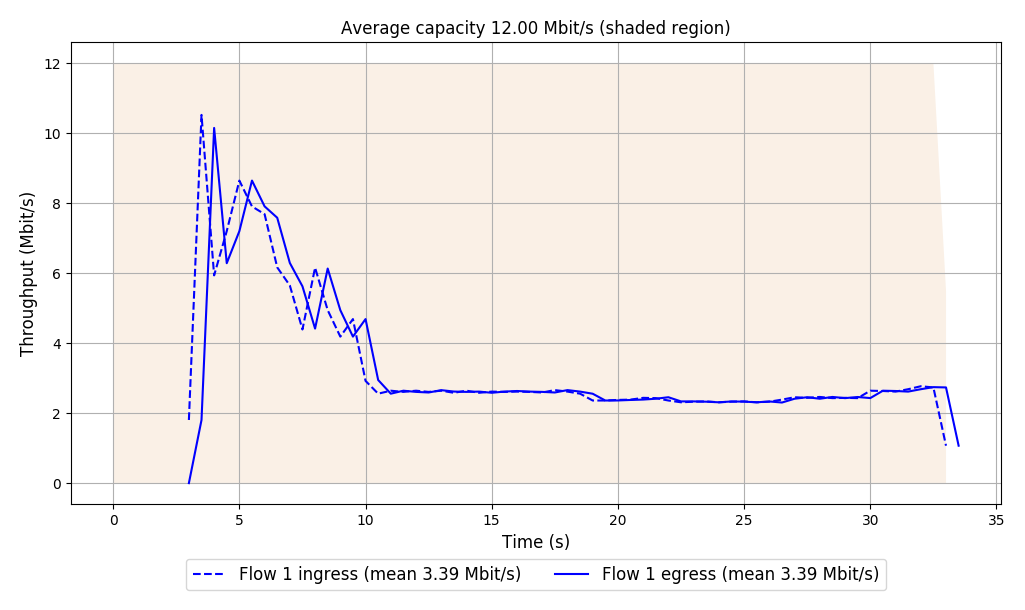 Average capacity 12.00 Mbit/s (shaded region)
Throughput (Mbit/s)
12
10
8
6
4
2
0
0 5 10 15 20 25 30 35
Time (s)
Flow 1 ingress (mean 3.39 Mbit/s) Flow 1 egress (mean 3.39 Mbit/s)